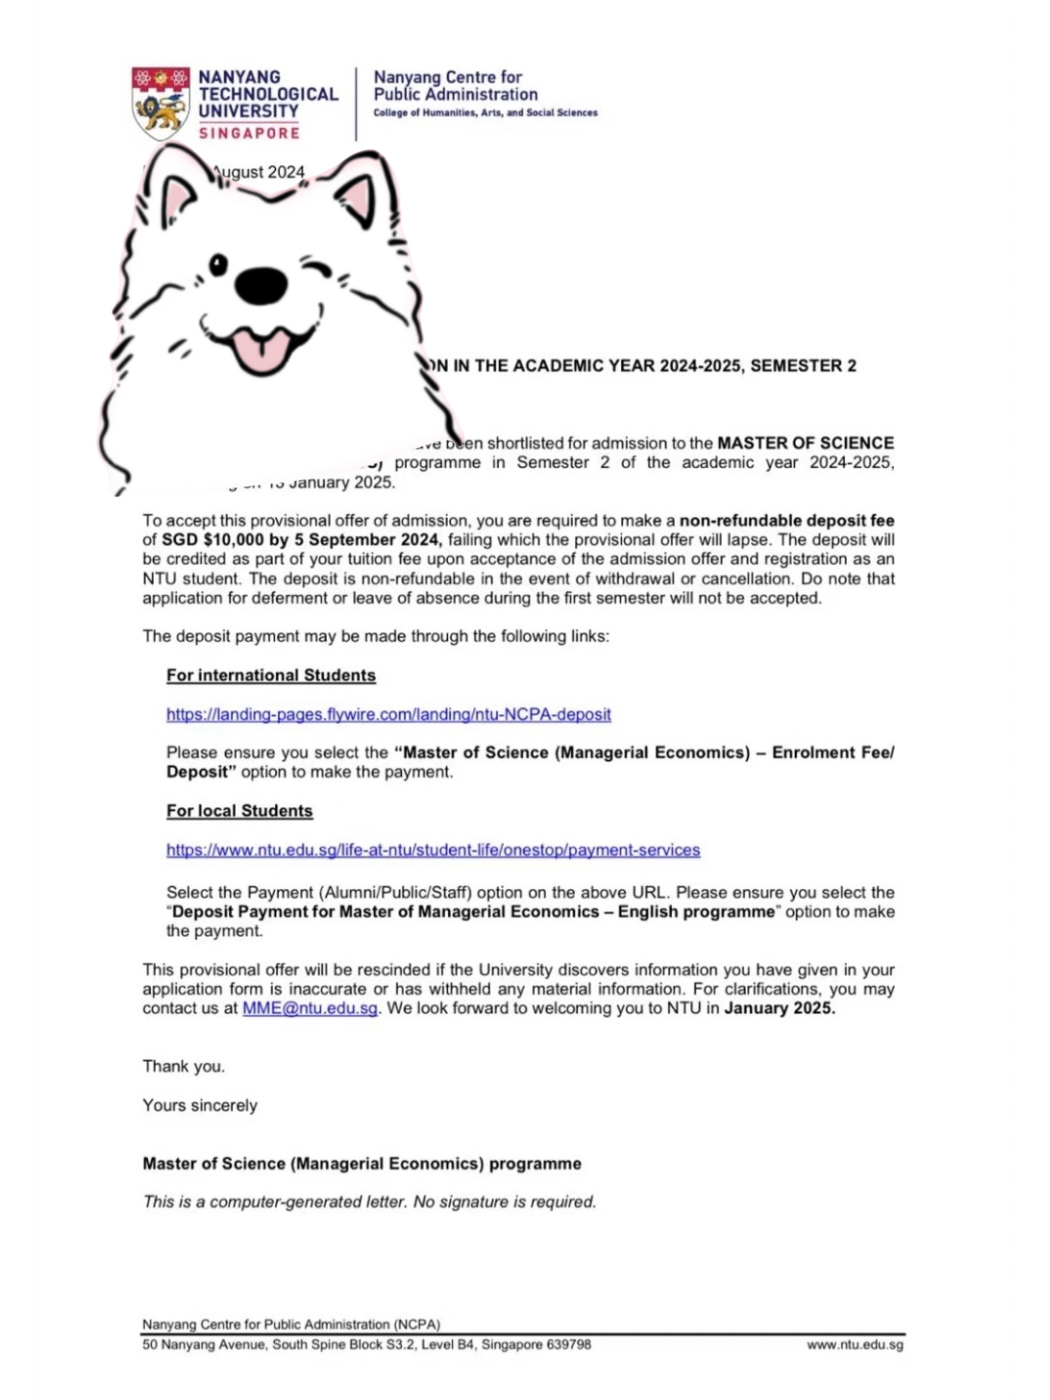 NANYANG
TECHNOLOGICAL
UNIVERSITY
SINGAPORE
Nanyang Centre for
Public Administration
College of Humanities, Arts, and Social Sciences
August 2024
IN THE ACADEMIC YEAR 2024-2025, SEMESTER 2
been shortlisted for admission to the MASTER OF SCIENCE
programme in Semester 2 of the academic year 2024-2025,
January 2025.
To accept this provisional offer of admission, you are required to make a non-refundable deposit fee
of SGD $10,000 by 5 September 2024, failing which the provisional offer will lapse. The deposit will
be credited as part of your tuition fee upon acceptance of the admission offer and registration as an
NTU student. The deposit is non-refundable in the event of withdrawal or cancellation. Do note that
application for deferment or leave of absence during the first semester will not be accepted.
The deposit payment may be made through the following links:
For international Students
https://landing-pages.flywire.com/landing/ntu-NCPA-deposit
Please ensure you select the “Master of Science (Managerial Economics) – Enrolment Fee/
Deposit” option to make the payment.
For local Students
https://www.ntu.edu.sg/life-at-ntu/student-life/onestop/payment-services
Select the Payment (Alumni/Public/Staff) option on the above URL. Please ensure you select the
“Deposit Payment for Master of Managerial Economics – English programme” option to make
the payment.
This provisional offer will be rescinded if the University discovers information you have given in your
application form is inaccurate or has withheld any material information. For clarifications, you may
contact us at MME@ntu.edu.sg. We look forward to welcoming you to NTU in January 2025.
Thank you.
Yours sincerely
Master of Science (Managerial Economics) programme
This is a computer-generated letter. No signature is required.
Nanyang Centre for Public Administration (NCPA)
50 Nanyang Avenue, South Spine Block S3.2, Level B4, Singapore 639798
www.ntu.edu.sg